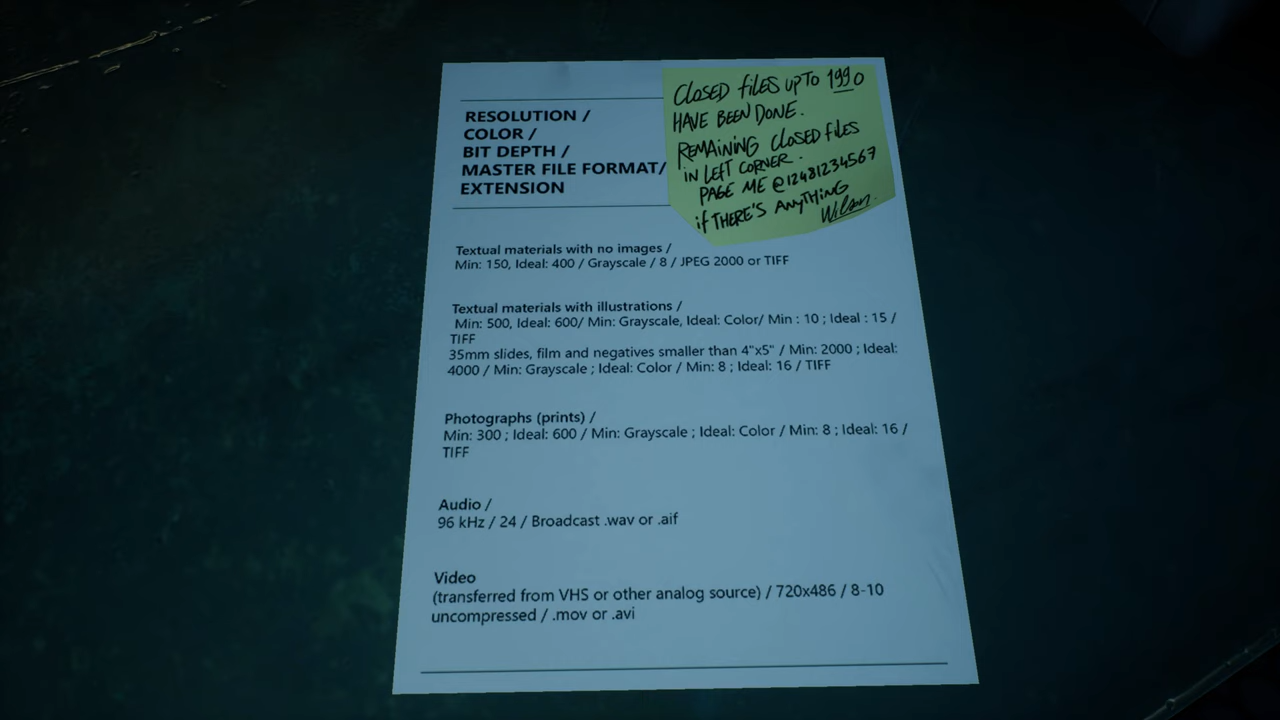 RESOLUTION /
COLOR /
BIT DEPTH /
MASTER FILE FORMAT/
EXTENSION
CLOSED FILES UP TO 1990
HAVE BEEN DONE.
REMAINING CLOSED FILES
IN LEFT CORNER.
PAGE ME @12481234567
if THERE'S ANYTHING
Wilson.
Textual materials with no images /
Min: 150, Ideal: 400 / Grayscale / 8 / JPEG 2000 or TIFF
Textual materials with illustrations /
Min: 500, Ideal: 600/ Min: Grayscale, Ideal: Color/ Min : 10 ; Ideal : 15 /
TIFF
35mm slides, film and negatives smaller than 4"x5" / Min: 2000 ; Ideal:
4000 / Min: Grayscale ; Ideal: Color / Min: 8 ; Ideal: 16 / TIFF
Photographs (prints) /
Min: 300 ; Ideal: 600 / Min: Grayscale ; Ideal: Color / Min: 8 ; Ideal: 16 /
TIFF
Audio /
96 kHz / 24 / Broadcast .wav or .aif
Video
(transferred from VHS or other analog source) / 720x486 / 8-10
uncompressed / .mov or .avi